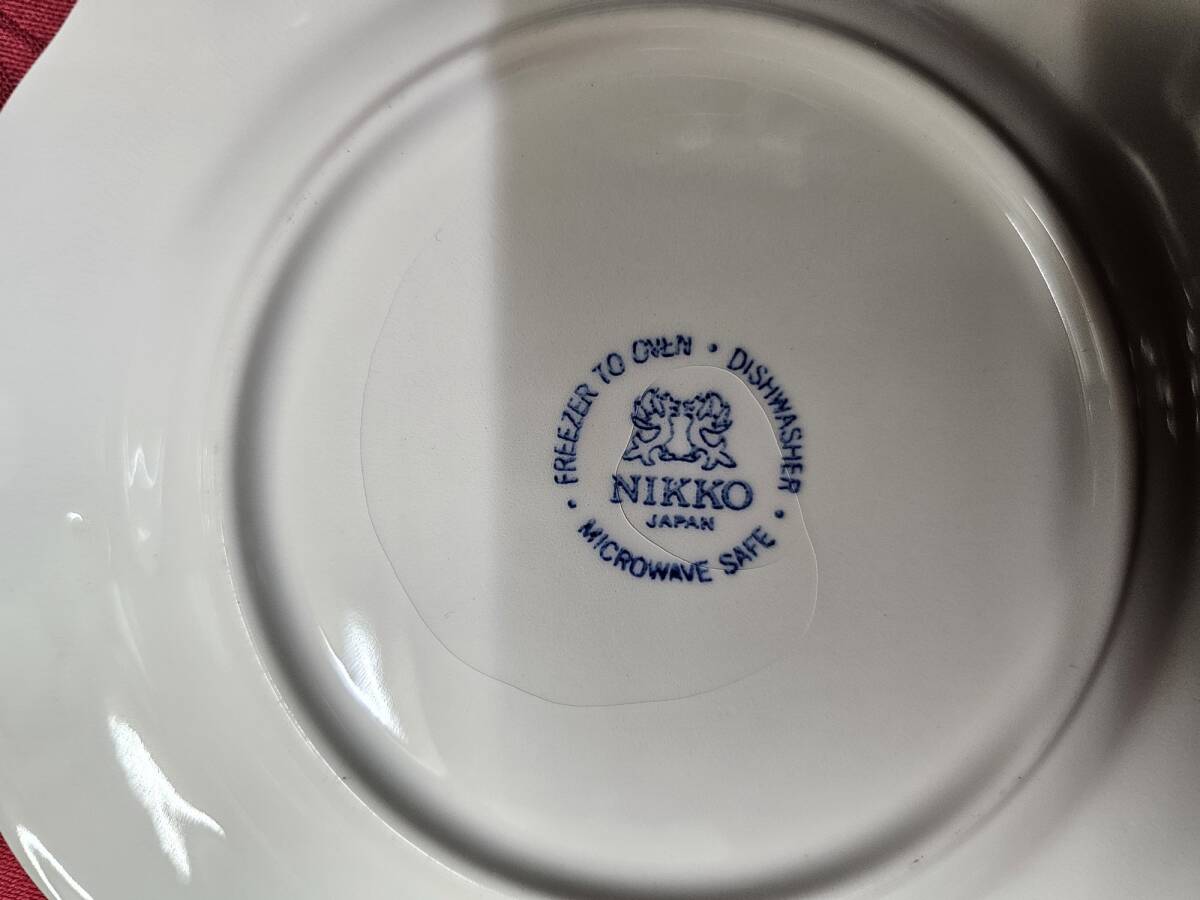 • FREEZER TO OVEN • DISHWASHER •
NIKKO
JAPAN
MICROWAVE SAFE